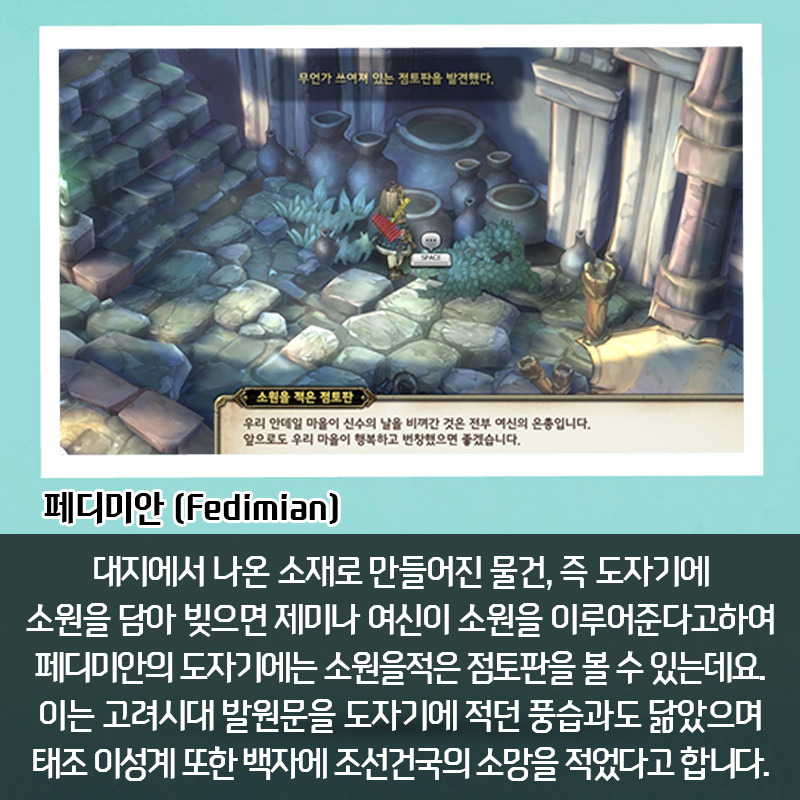 무언가 쓰여져 있는 점토판을 발견했다.
SPACE
소원을 적은 점토판
우리 안데일 마을이 신수의 날을 비껴간 것은 전부 여신의 은총입니다.
앞으로도 우리 마을이 행복하고 번창했으면 좋겠습니다.
페디미안 (Fedimian)
대지에서 나온 소재로 만들어진 물건, 즉 도자기에
소원을 담아 빚으면 제미나 여신이 소원을 이루어준다고하여
페디미안의 도자기에는 소원을적은 점토판을 볼 수 있는데요.
이는 고려시대 발원문을 도자기에 적던 풍습과도 닮았으며
태조 이성계 또한 백자에 조선건국의 소망을 적었다고 합니다.